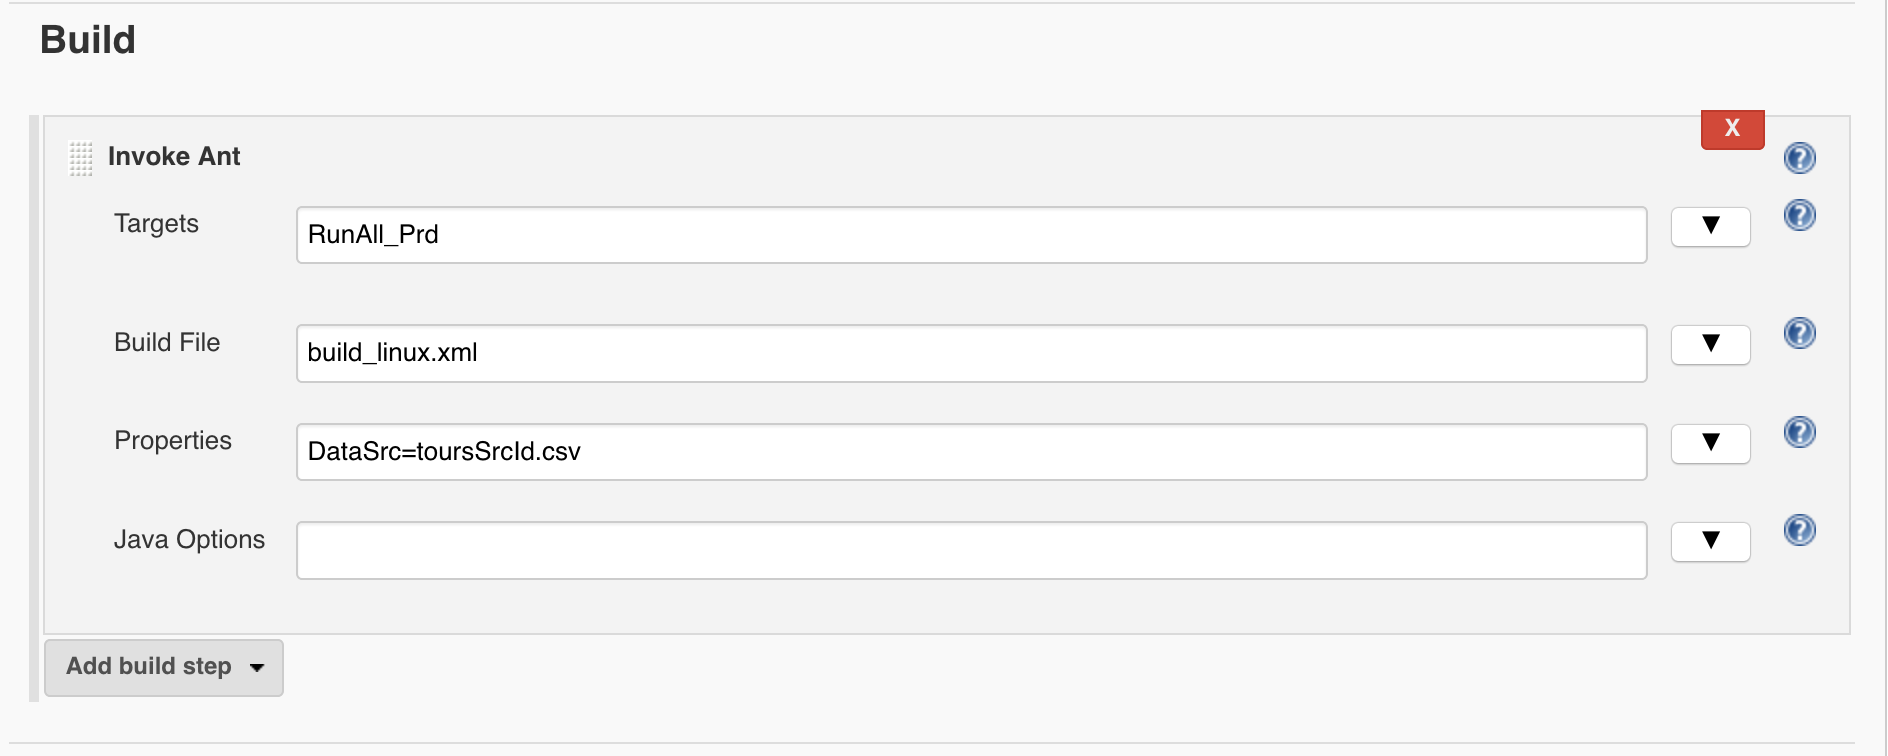 Build
X
Invoke Ant
?
Targets
RunAll_Prd
?
Build File
build_linux.xml
?
Properties
DataSrc=toursSrcId.csv
?
Java Options
?
Add build step